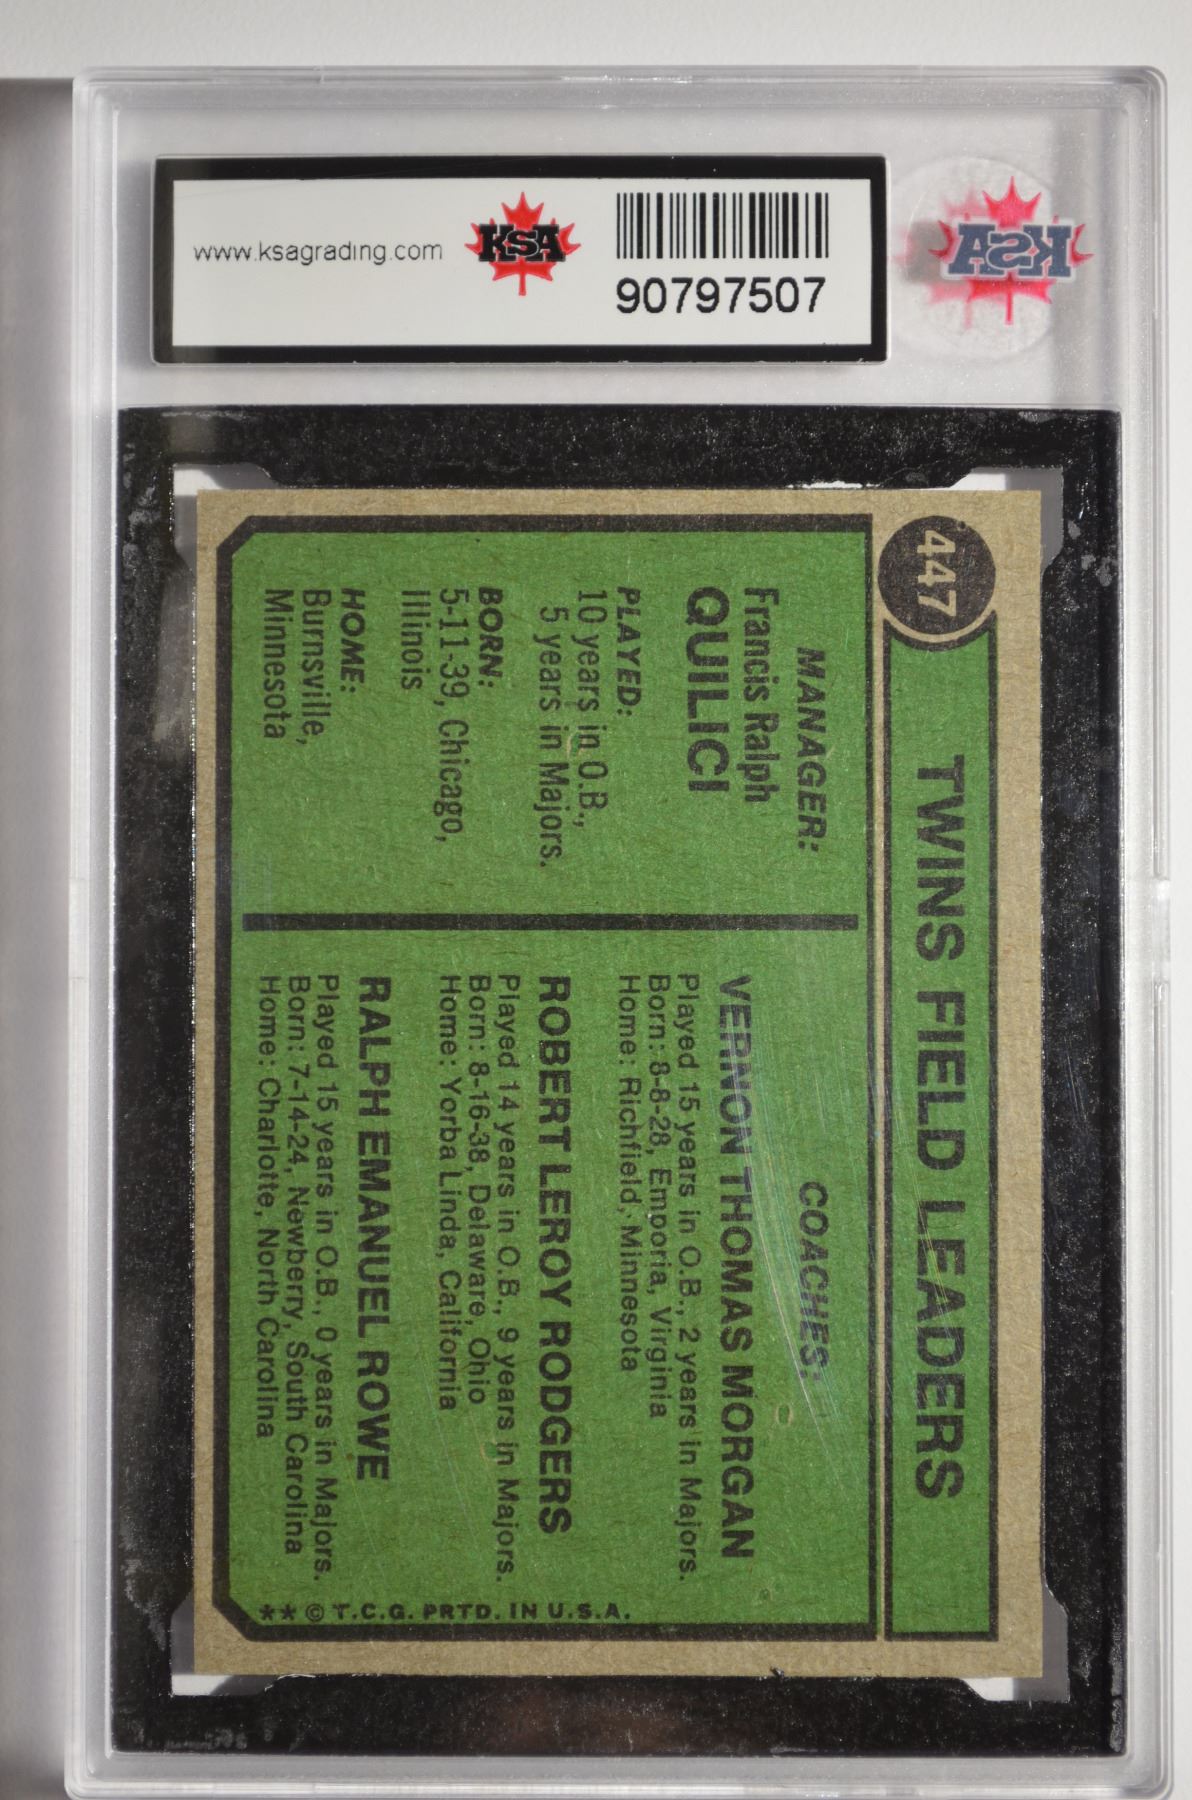 www.ksagrading.com
KSA
90797507
KSA
447
TWINS FIELD LEADERS
MANAGER:
Francis Ralph
QUILICI
PLAYED:
10 years in O.B.,
5 years in Majors.
BORN:
5-11-39, Chicago,
Illinois
HOME:
Burnsville,
Minnesota
COACHES:
VERNON THOMAS MORGAN
Played 15 years in O.B., 2 years in Majors.
Born: 8-8-28, Emporia, Virginia
Home: Richfield, Minnesota
ROBERT LEROY RODGERS
Played 14 years in O.B., 9 years in Majors.
Born: 8-16-38, Delaware, Ohio
Home: Yorba Linda, California
RALPH EMANUEL ROWE
Played 15 years in O.B., 0 years in Majors.
Born: 7-14-24, Newberry, South Carolina
Home: Charlotte, North Carolina
** © T.C.G. PRTD. IN U.S.A.